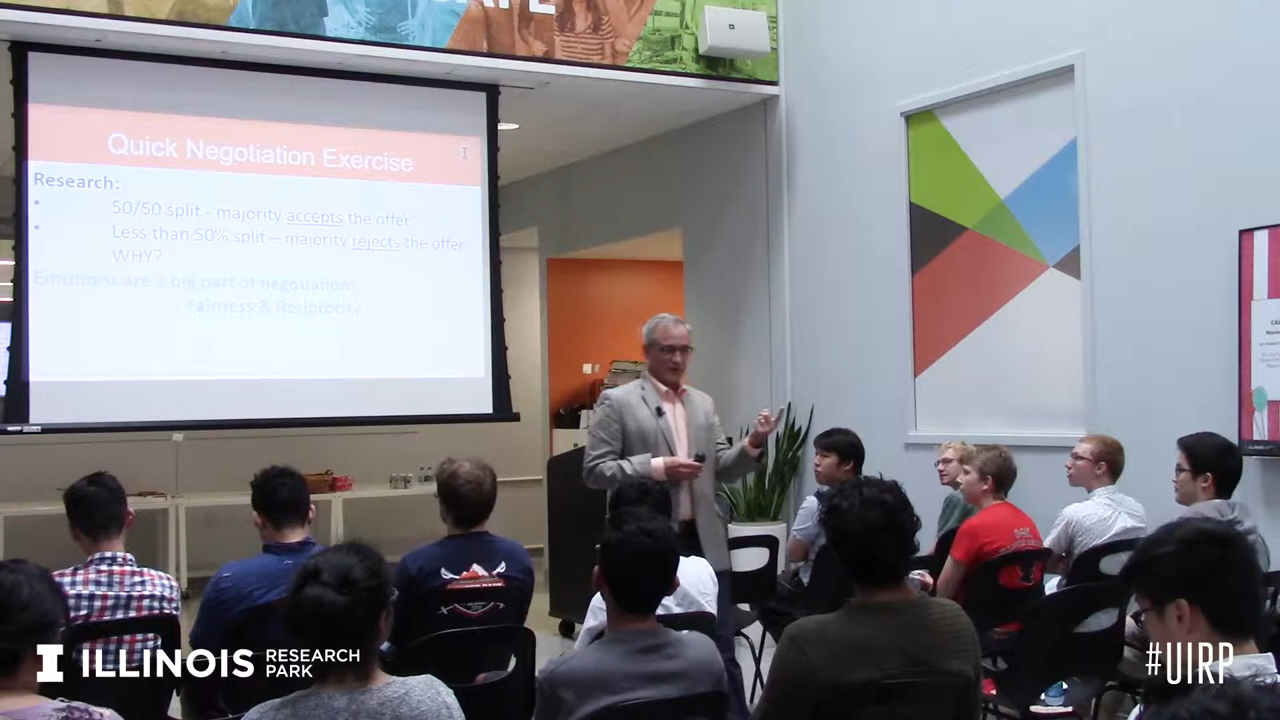 Quick Negotiation Exercise
I
Research:
• 50/50 split - majority accepts the offer
• Less than 50% split – majority rejects the offer
WHY?
Emotions are a big part of negotiation!
Fairness & Reciprocity
I ILLINOIS RESEARCH
PARK
#UIRP